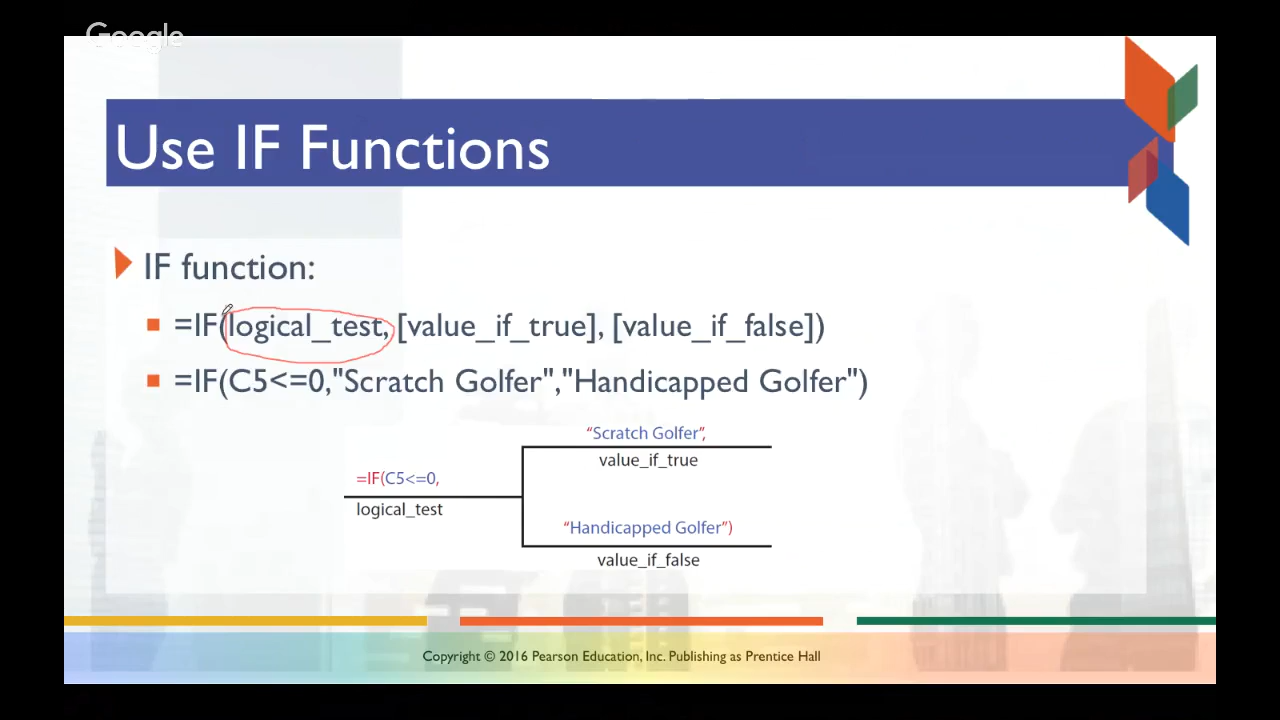 Google
Use IF Functions
IF function:
=IF(logical_test, [value_if_true], [value_if_false])
=IF(C5<=0,"Scratch Golfer","Handicapped Golfer")
“Scratch Golfer”,
value_if_true
=IF(C5<=0,
logical_test
“Handicapped Golfer”)
value_if_false
Copyright © 2016 Pearson Education, Inc. Publishing as Prentice Hall